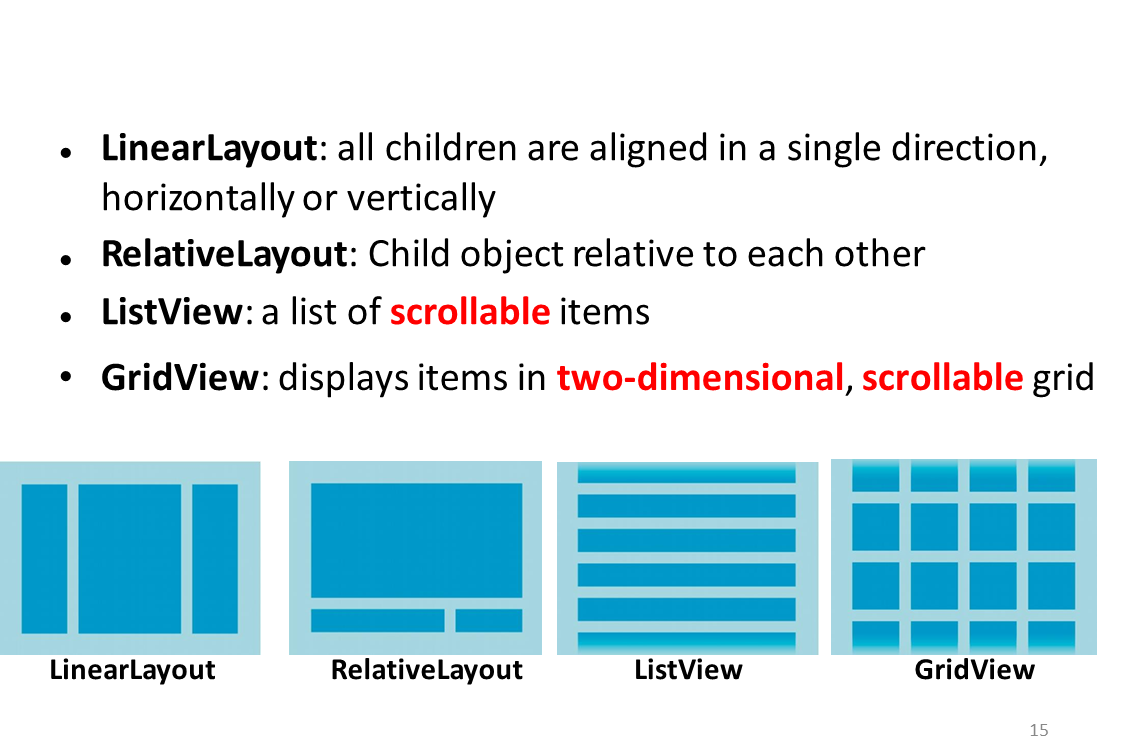 • LinearLayout: all children are aligned in a single direction,
horizontally or vertically
• RelativeLayout: Child object relative to each other
• ListView: a list of scrollable items
• GridView: displays items in two-dimensional, scrollable grid
LinearLayout
RelativeLayout
ListView
GridView
15